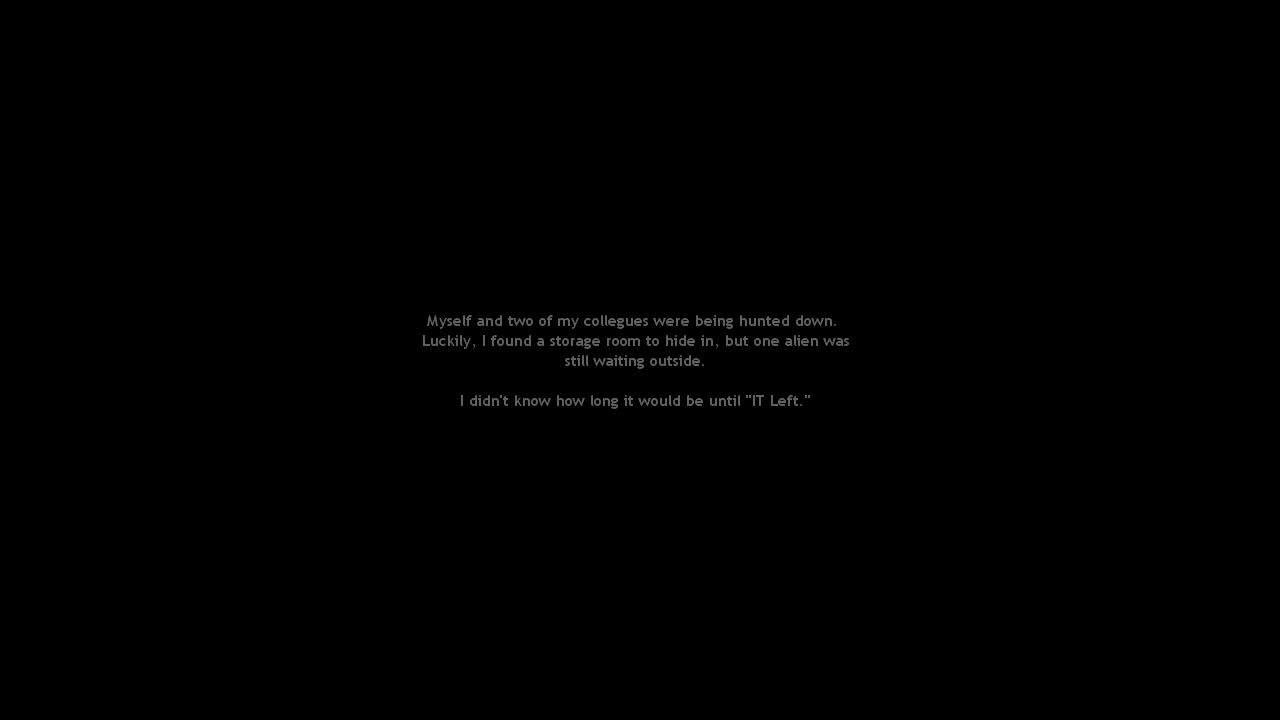 Myself and two of my collegues were being hunted down.
Luckily, I found a storage room to hide in, but one alien was
still waiting outside.
I didn't know how long it would be until "IT Left."